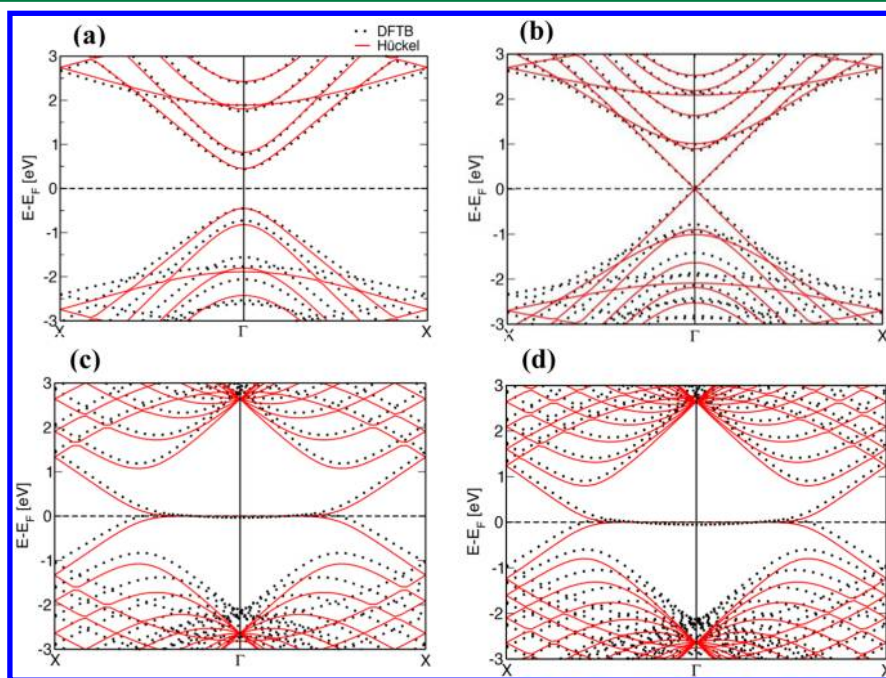 (a)
DFTB
Hückel
3
2
1
0
-1
-2
-3
E-E_F [eV]
X
Γ
X
(b)
3
2
1
0
-1
-2
-3
E-E_F [eV]
X
Γ
X
(c)
3
2
1
0
-1
-2
-3
E-E_F [eV]
X
Γ
X
(d)
3
2
1
0
-1
-2
-3
E-E_F [eV]
X
Γ
X